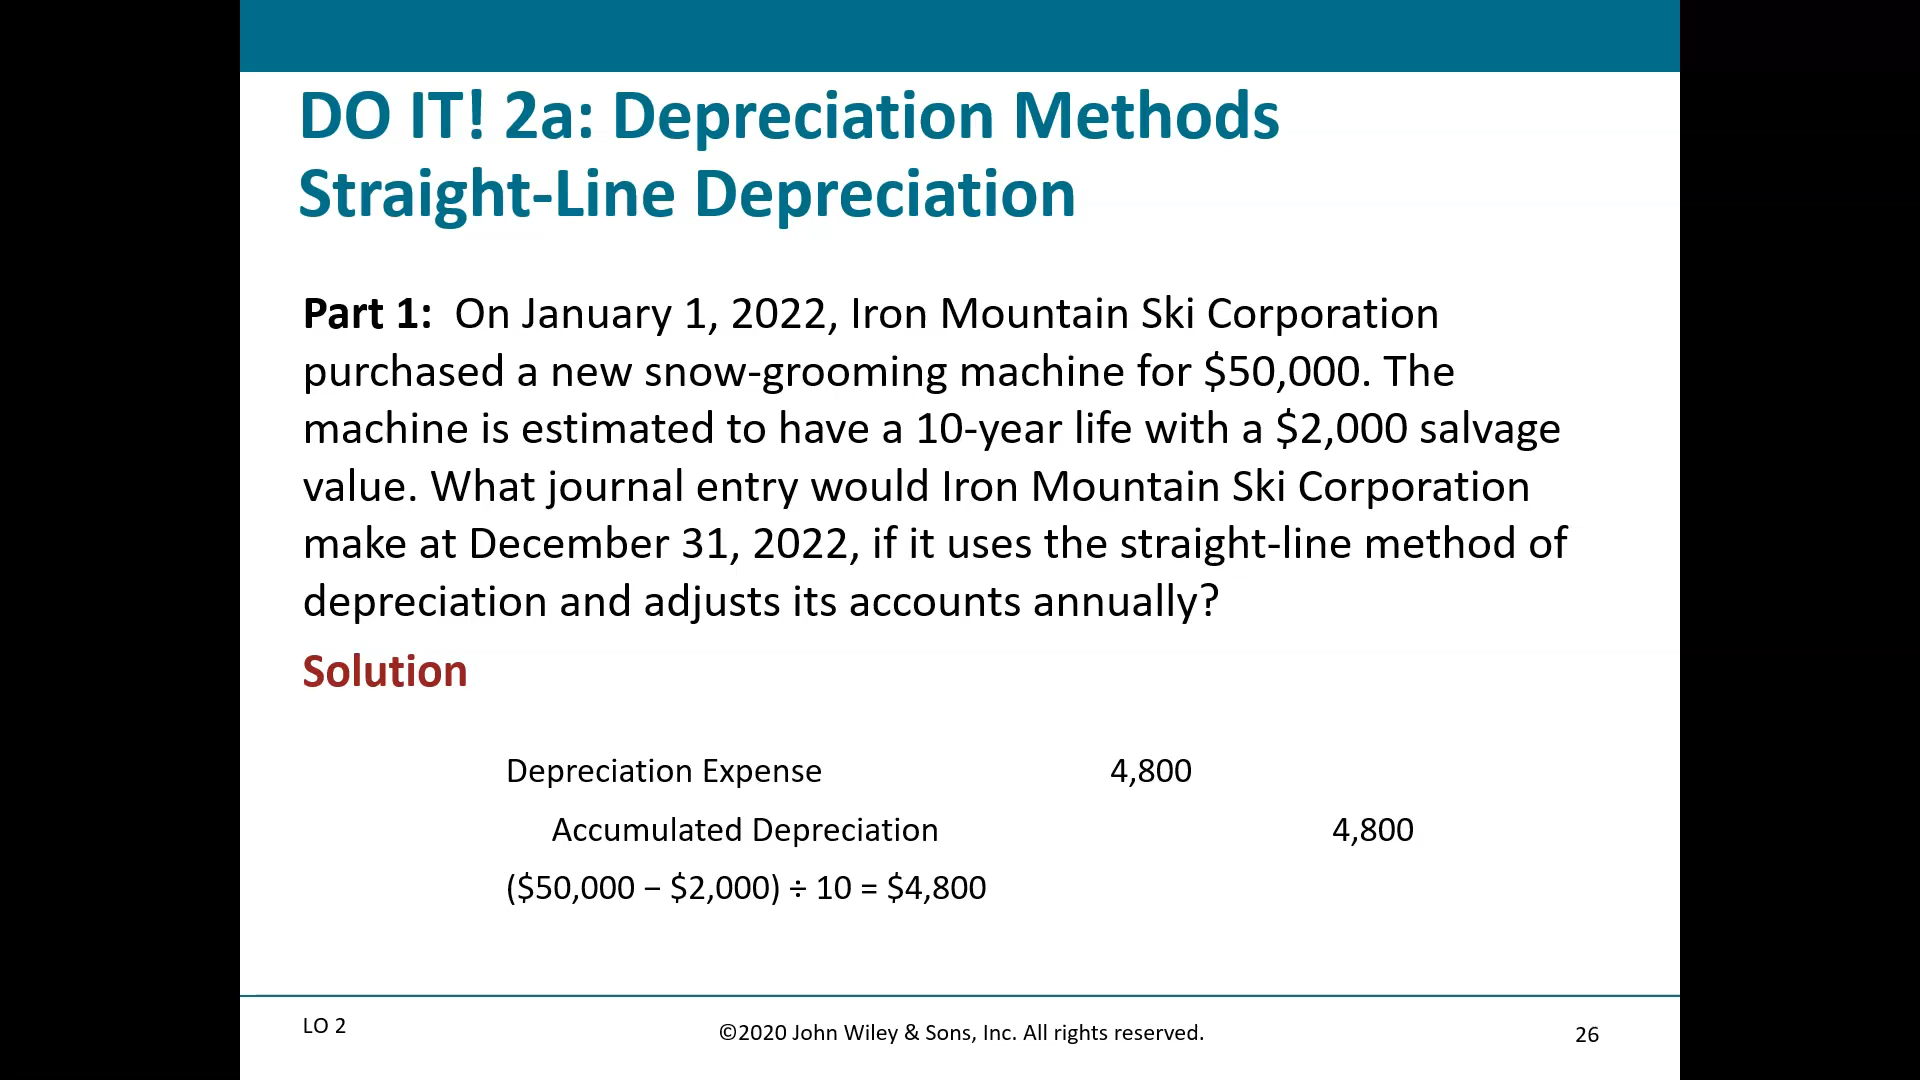 DO IT! 2a: Depreciation Methods
Straight-Line Depreciation
Part 1: On January 1, 2022, Iron Mountain Ski Corporation
purchased a new snow-grooming machine for $50,000. The
machine is estimated to have a 10-year life with a $2,000 salvage
value. What journal entry would Iron Mountain Ski Corporation
make at December 31, 2022, if it uses the straight-line method of
depreciation and adjusts its accounts annually?
Solution
Depreciation Expense 4,800
Accumulated Depreciation 4,800
($50,000 − $2,000) ÷ 10 = $4,800
LO 2 ©2020 John Wiley & Sons, Inc. All rights reserved. 26